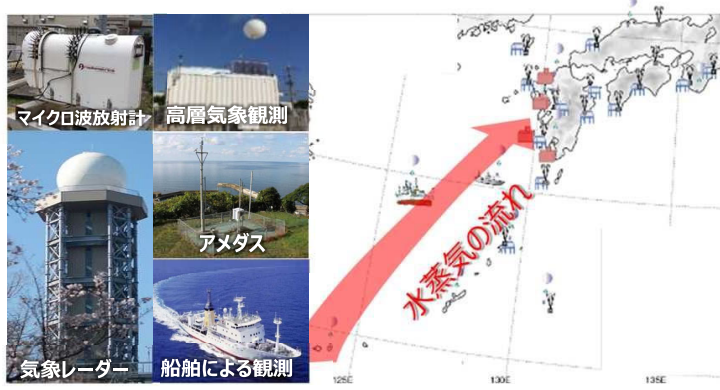 マイクロ波放射計
高層気象観測
アメダス
気象レーダー
船舶による観測
水蒸気の流れ
125E
130E
135E